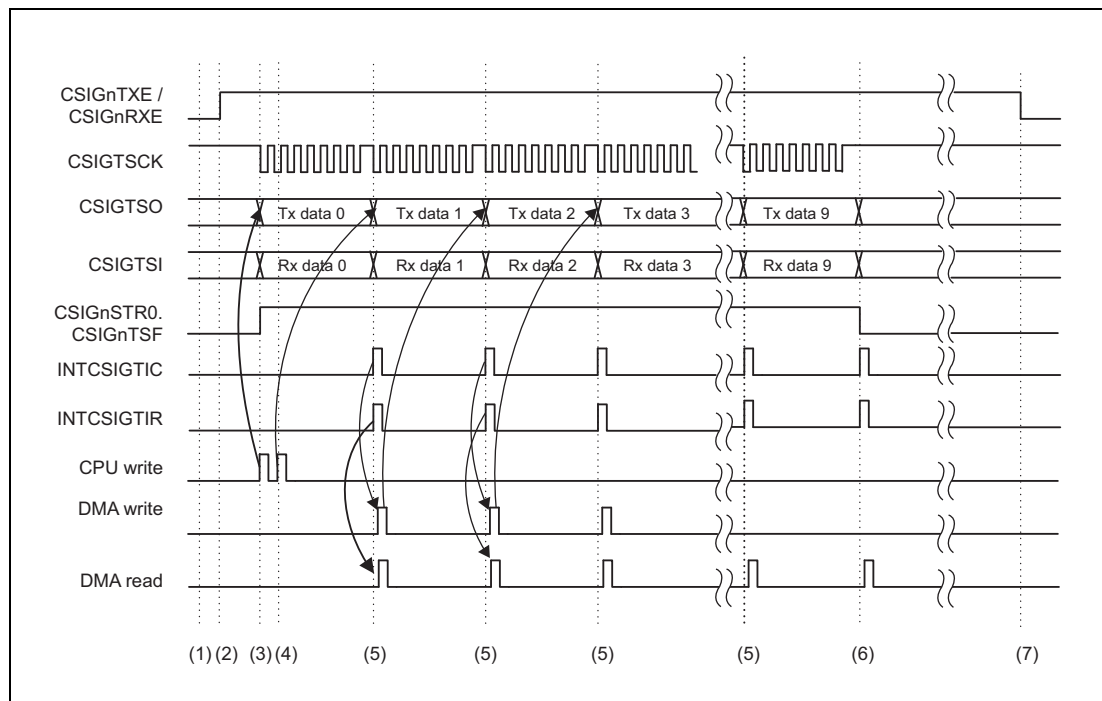 CSIGnTXE /
CSIGnRXE
CSIGTSCK
CSIGTSO
Tx data 0 Tx data 1 Tx data 2 Tx data 3 Tx data 9
CSIGTSI
Rx data 0 Rx data 1 Rx data 2 Rx data 3 Rx data 9
CSIGnSTR0.
CSIGnTSF
INTCSIGTIC
INTCSIGTIR
CPU write
DMA write
DMA read
(1) (2) (3) (4) (5) (5) (5) (5) (6) (7)